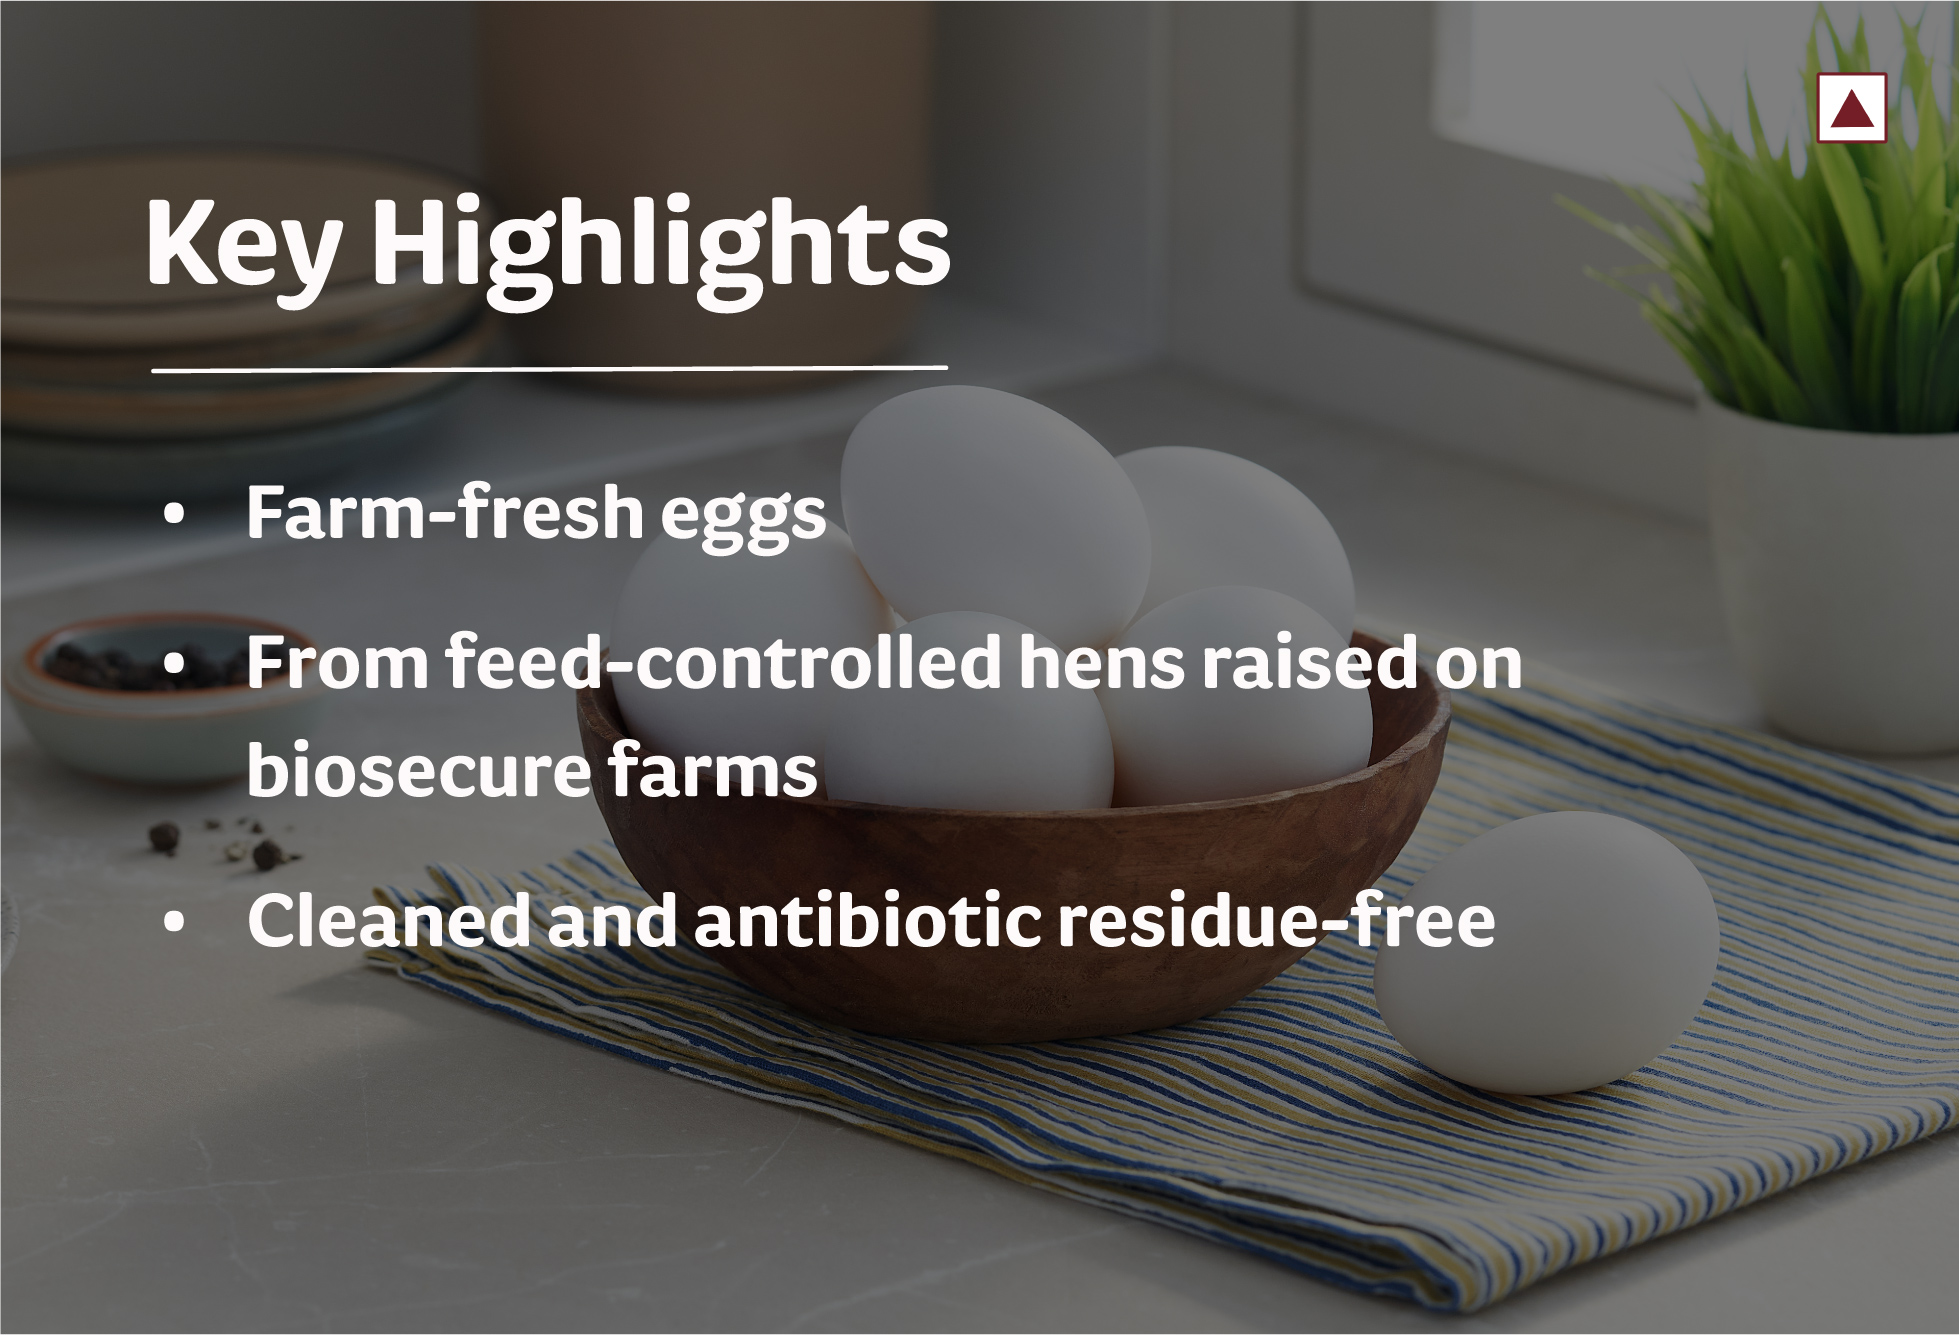 Key Highlights
• Farm-fresh eggs
• From feed-controlled hens raised on
biosecure farms
• Cleaned and antibiotic residue-free